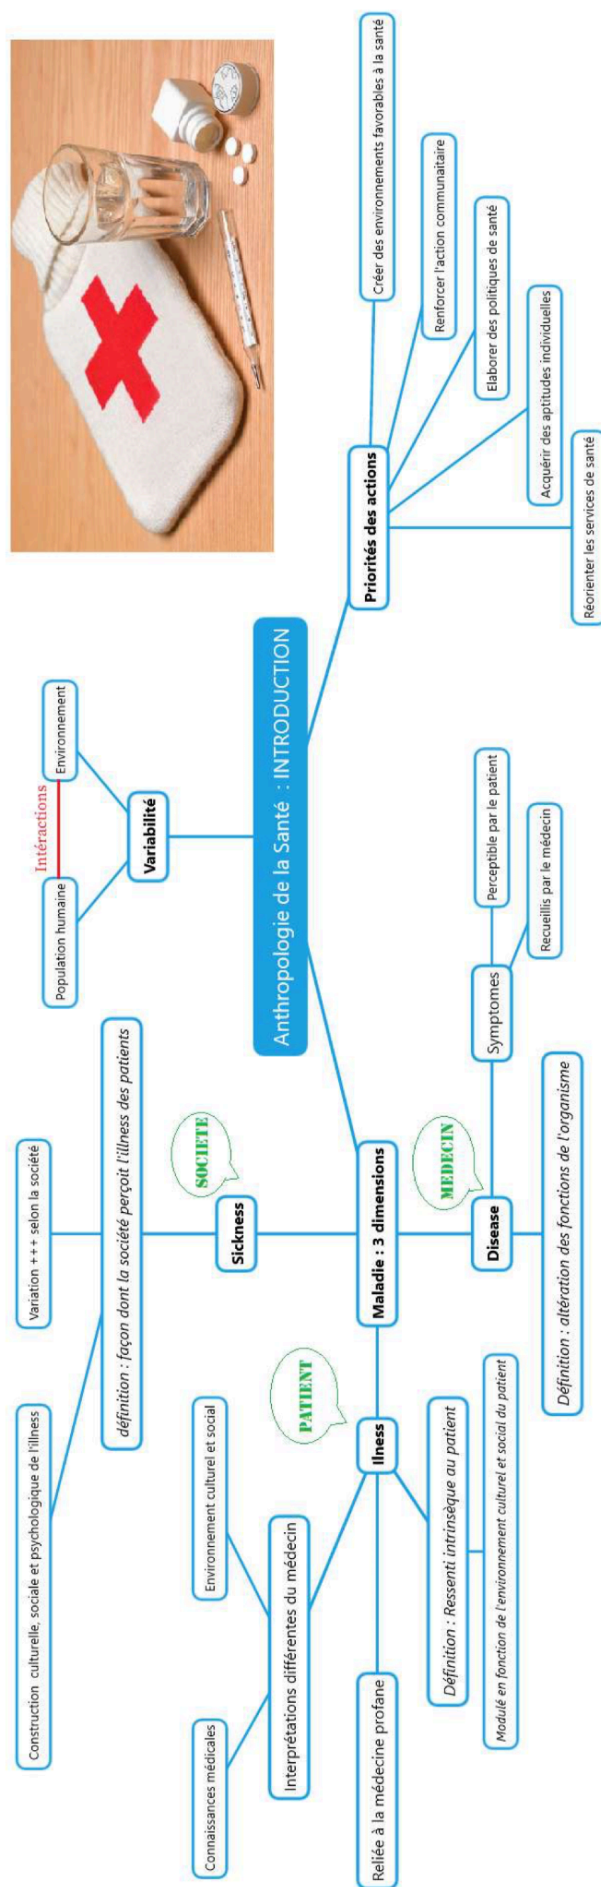 Construction culturelle, sociale et psychologique de l'illness
Variation +++ selon la société
définition : façon dont la société perçoit l'illness des patients
Population humaine
Intéractions
Environnement
Variabilité
Connaissances médicales
Environnement culturel et social
SOCIETE
Sickness
Interprétations différentes du médecin
Anthropologie de la Santé : INTRODUCTION
PATIENT
Reliée à la médecine profane
Ilness
Maladie : 3 dimensions
Priorités des actions
Créer des environnements favorables à la santé
Renforcer l'action communaitaire
Elaborer des politiques de santé
Acquérir des aptitudes individuelles
Réorienter les services de santé
MEDECIN
Définition : Ressenti intrinsèque au patient
Modulé en fonction de l'environnement culturel et social du patient
Disease
Symptomes
Perceptible par le patient
Recueillis par le médecin
Définition : altération des fonctions de l'organisme